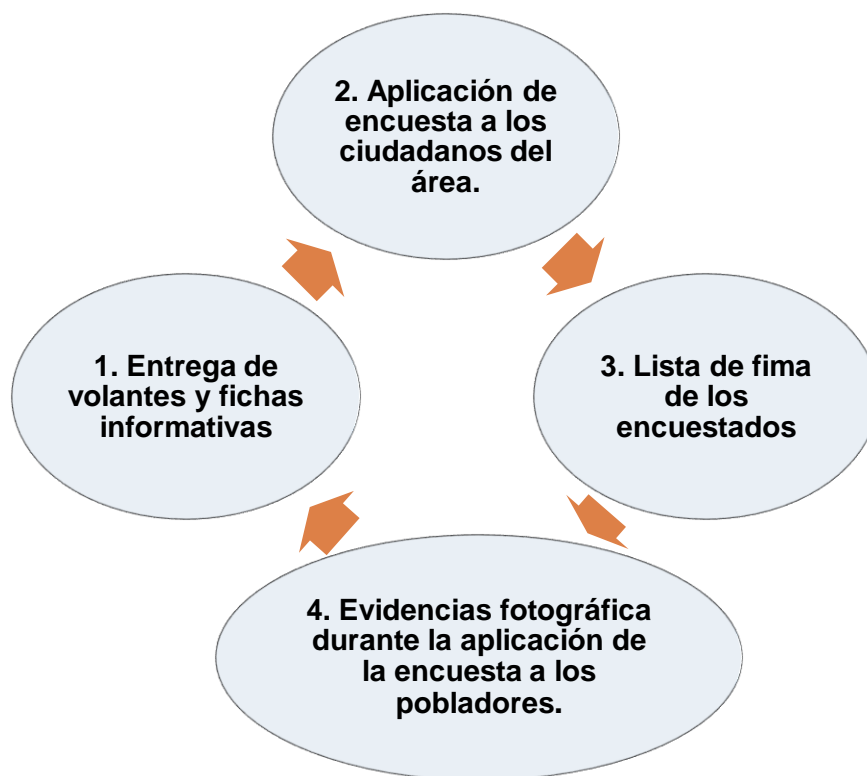 1. Entrega de
volantes y fichas
informativas
2. Aplicación de
encuesta a los
ciudadanos del
área.
3. Lista de fima
de los
encuestados
4. Evidencias fotográfica
durante la aplicación de
la encuesta a los
pobladores.